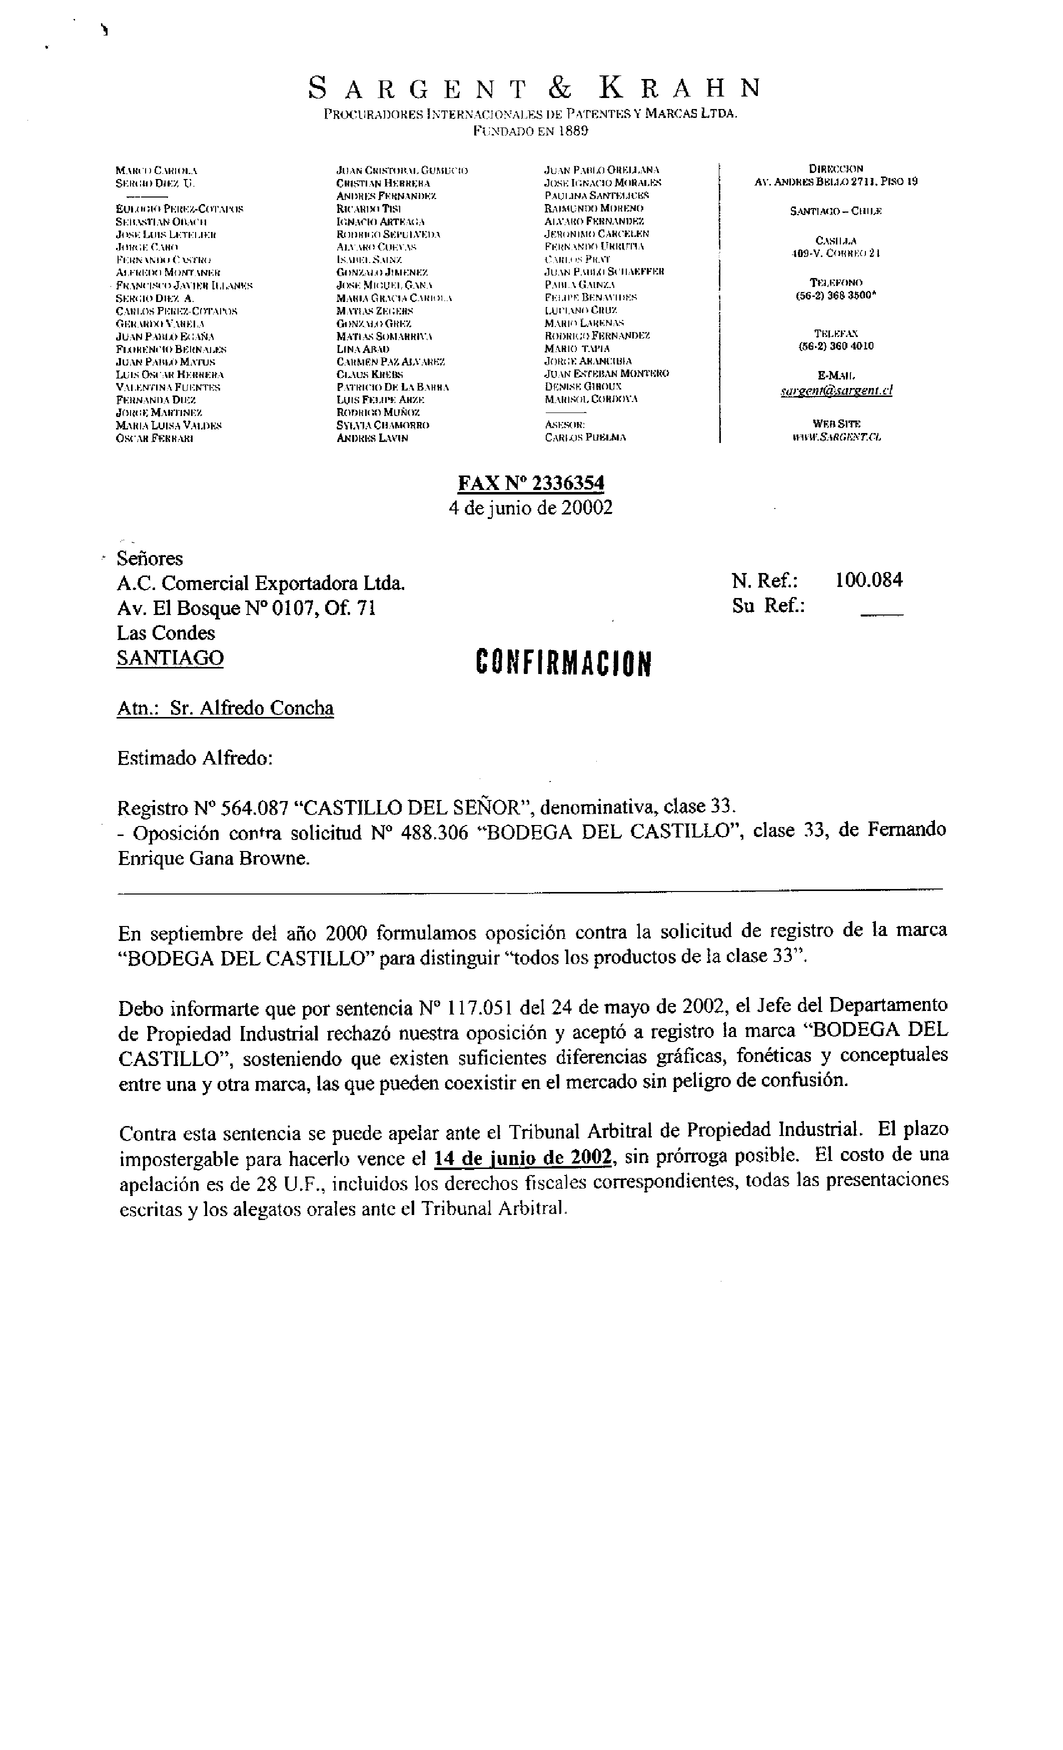 SARGENT & KRAHN
PROCURADORES INTERNACIONALES DE PATENTES Y MARCAS LTDA.
FUNDADO EN 1889
MARCO CARIOLA
SERGIO DIEZ U.
EULOGIO PEREZ-COTAPOS
SEBASTIAN OBACH
JOSE LUIS LETELIER
JORGE CARO
FERNANDO CASTRO
ALFREDO MONTANER
FRANCISCO JAVIER ILLANES
SERGIO DIEZ A.
CARLOS PEREZ-COTAPOS
GERARDO VARELA
JUAN PABLO EGAÑA
FLORENCIO BERNALES
JUAN PABLO MATUS
LUIS OSCAR HERRERA
VALENTINA FUENTES
FERNANDA DIEZ
JORGE MARTINEZ
MARIA LUISA VALDES
OSCAR FERRARI
JUAN CRISTOBAL GUMUCIO
CRISTIAN HERRERA
ANDRES FERNANDEZ
RICARDO TISI
IGNACIO ARTEAGA
RODRIGO SEPULVEDA
ALVARO CUEVAS
ISABEL SAINZ
GONZALO JIMENEZ
JOSE MIGUEL GANA
MARIA GRACIA CARIOLA
MATIAS ZEGERS
GONZALO GREZ
MATIAS SOMARRIVA
LINA ABAD
CARMEN PAZ ALVAREZ
CLAUS KREBS
PATRICIO DE LA BARRA
LUIS FELIPE ARZE
RODRIGO MUÑOZ
SYLVIA CHAMORRO
ANDRES LAVIN
JUAN PABLO ORELLANA
JOSE IGNACIO MORALES
PAULINA SANTELICES
RAIMUNDO MORENO
ALVARO FERNANDEZ
JERONIMO CARCELEN
FERNANDO URRUTIA
CARLOS PRAT
JUAN PABLO SCHAEFFER
PABLA GAINZA
FELIPE BENAVIDES
LUCIANO CRUZ
MARIO LARENAS
RODRIGO FERNANDEZ
MARIO TAPIA
JORGE ARANCIBIA
JUAN ESTEBAN MONTERO
DENISE GIROUX
MARISOL CORDOVA
ASESOR:
CARLOS PUELMA
DIRECCION
AV. ANDRES BELLO 2711, PISO 19
SANTIAGO – CHILE
CASILLA
409-V. CORREO 21
TELEFONO
(56-2) 368 3500*
TELEFAX
(56-2) 360 4010
E-MAIL
sargent@sargent.cl
WEB SITE
WWW.SARGENT.CL
FAX Nº 2336354
4 de junio de 20002
Señores
A.C. Comercial Exportadora Ltda.
Av. El Bosque Nº 0107, Of. 71
Las Condes
SANTIAGO
N. Ref.: 100.084
Su Ref.: ____
CONFIRMACION
Atn.: Sr. Alfredo Concha
Estimado Alfredo:
Registro Nº 564.087 “CASTILLO DEL SEÑOR”, denominativa, clase 33.
- Oposición contra solicitud Nº 488.306 “BODEGA DEL CASTILLO”, clase 33, de Fernando
Enrique Gana Browne.
En septiembre del año 2000 formulamos oposición contra la solicitud de registro de la marca
“BODEGA DEL CASTILLO” para distinguir “todos los productos de la clase 33”.
Debo informarte que por sentencia Nº 117.051 del 24 de mayo de 2002, el Jefe del Departamento
de Propiedad Industrial rechazó nuestra oposición y aceptó a registro la marca “BODEGA DEL
CASTILLO”, sosteniendo que existen suficientes diferencias gráficas, fonéticas y conceptuales
entre una y otra marca, las que pueden coexistir en el mercado sin peligro de confusión.
Contra esta sentencia se puede apelar ante el Tribunal Arbitral de Propiedad Industrial. El plazo
impostergable para hacerlo vence el 14 de junio de 2002, sin prórroga posible. El costo de una
apelación es de 28 U.F., incluidos los derechos fiscales correspondientes, todas las presentaciones
escritas y los alegatos orales ante el Tribunal Arbitral.